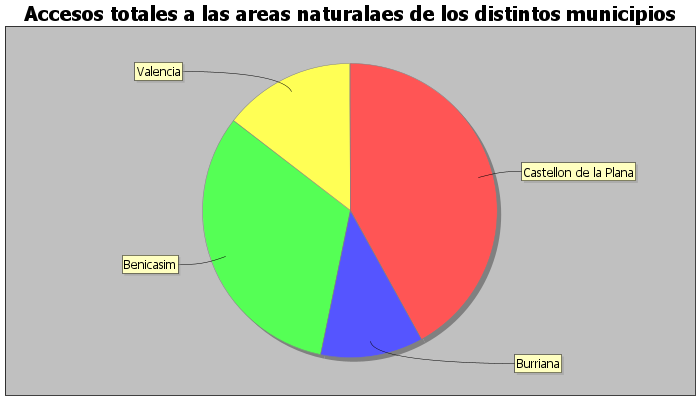 Accesos totales a las areas naturalaes de los distintos municipios
Valencia
Castellon de la Plana
Benicasim
Burriana